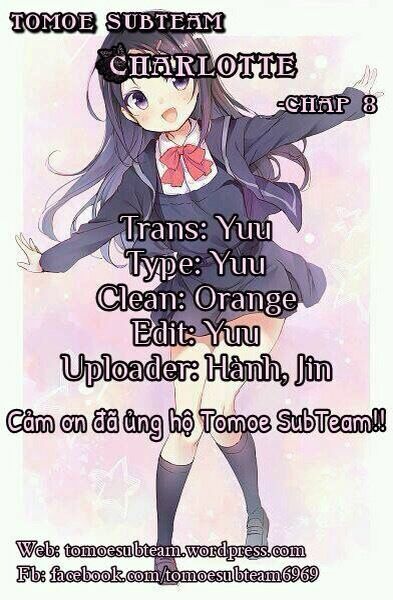 TOMOE SUBTEAM
CHARLOTTE
-CHAP 8
Trans: Yuu
Type: Yuu
Clean: Orange
Edit: Yuu
Uploader: Hành, Jin
Cảm ơn đã ủng hộ Tomoe SubTeam!!
Web: tomoesubteam.wordpress.com
Fb: facebook.com/tomoesubteam6969